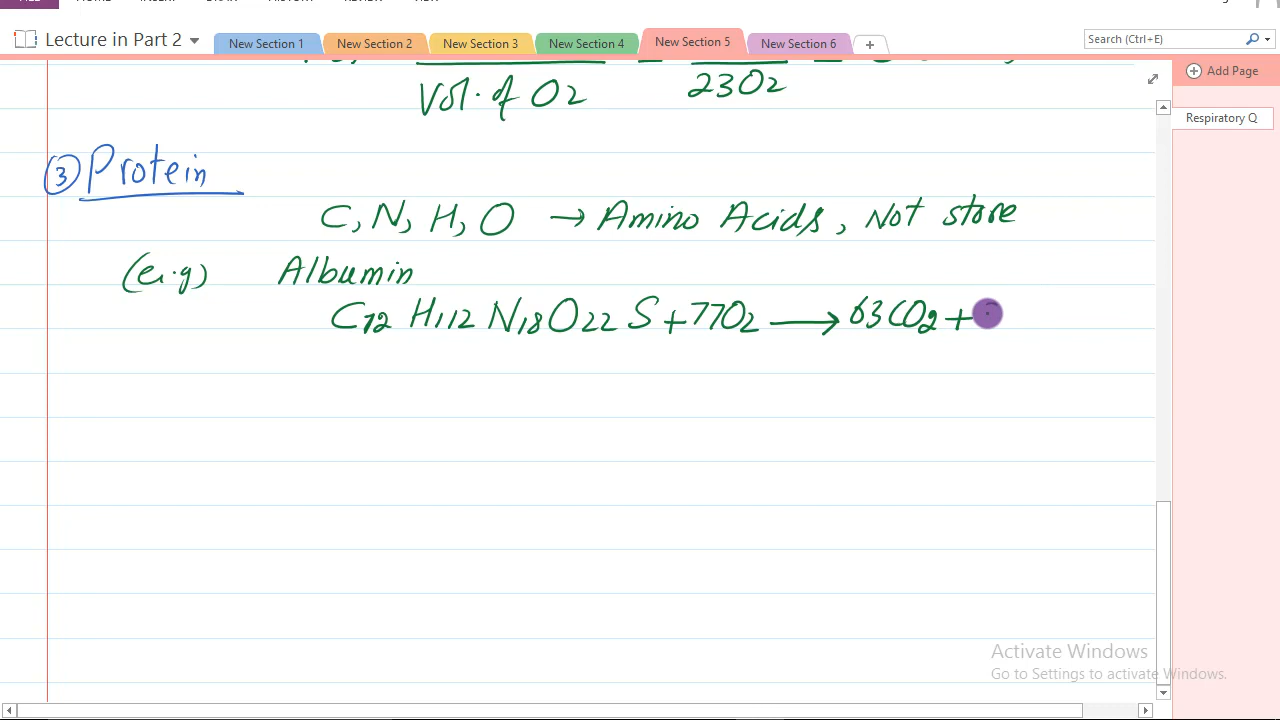 Lecture in Part 2
New Section 1 New Section 2 New Section 3 New Section 4 New Section 5 New Section 6 +
Search (Ctrl+E)
Add Page
Respiratory Q
Vol. of O2 23O2
③ Protein
C, N, H, O → Amino Acids, Not store
(e.g) Albumin
C72 H112 N18 O22 S + 77O2 → 63CO2 +
Activate Windows
Go to Settings to activate Windows.